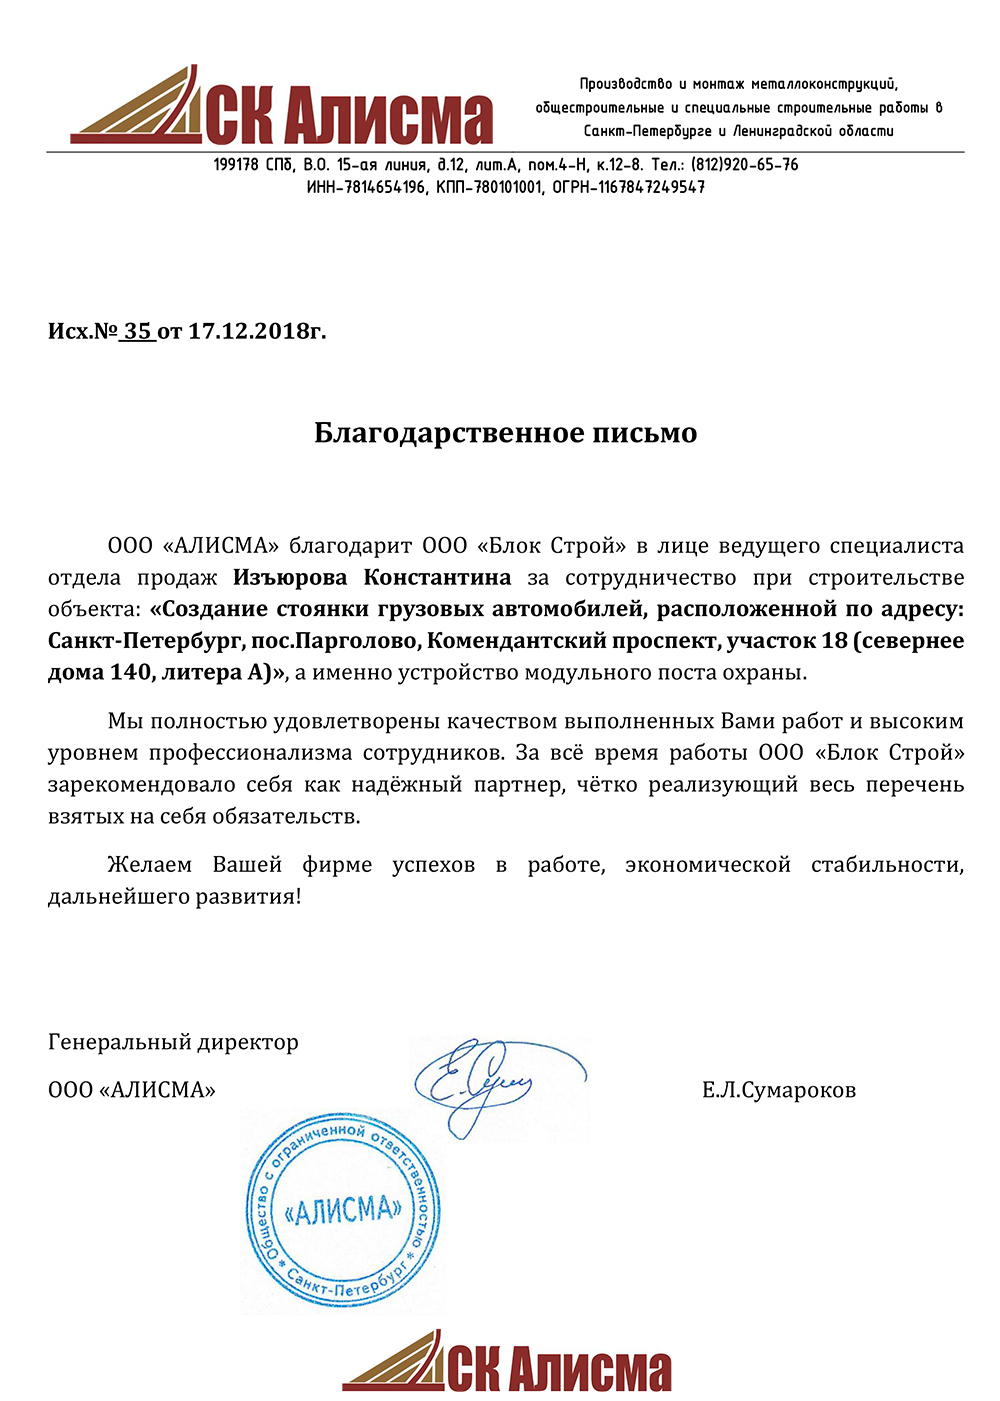 СК Алисма
Производство и монтаж металлоконструкций,
общестроительные и специальные строительные работы в
Санкт-Петербурге и Ленинградской области
199178 СПб, В.О. 15-ая линия, д.12, лит.А, пом.4-Н, к.12-8. Тел.: (812)920-65-76
ИНН-7814654196, КПП-780101001, ОГРН-1167847249547
Исх.№ 35 от 17.12.2018г.
Благодарственное письмо
ООО «АЛИСМА» благодарит ООО «Блок Строй» в лице ведущего специалиста
отдела продаж Изъюрова Константина за сотрудничество при строительстве
объекта: «Создание стоянки грузовых автомобилей, расположенной по адресу:
Санкт-Петербург, пос.Парголово, Комендантский проспект, участок 18 (севернее
дома 140, литера А)», а именно устройство модульного поста охраны.
Мы полностью удовлетворены качеством выполненных Вами работ и высоким
уровнем профессионализма сотрудников. За всё время работы ООО «Блок Строй»
зарекомендовало себя как надёжный партнер, чётко реализующий весь перечень
взятых на себя обязательств.
Желаем Вашей фирме успехов в работе, экономической стабильности,
дальнейшего развития!
Генеральный директор
ООО «АЛИСМА»
Е.Л.Сумароков
Общество с ограниченной ответственностью
«АЛИСМА»
* Санкт-Петербург *
СК Алисма